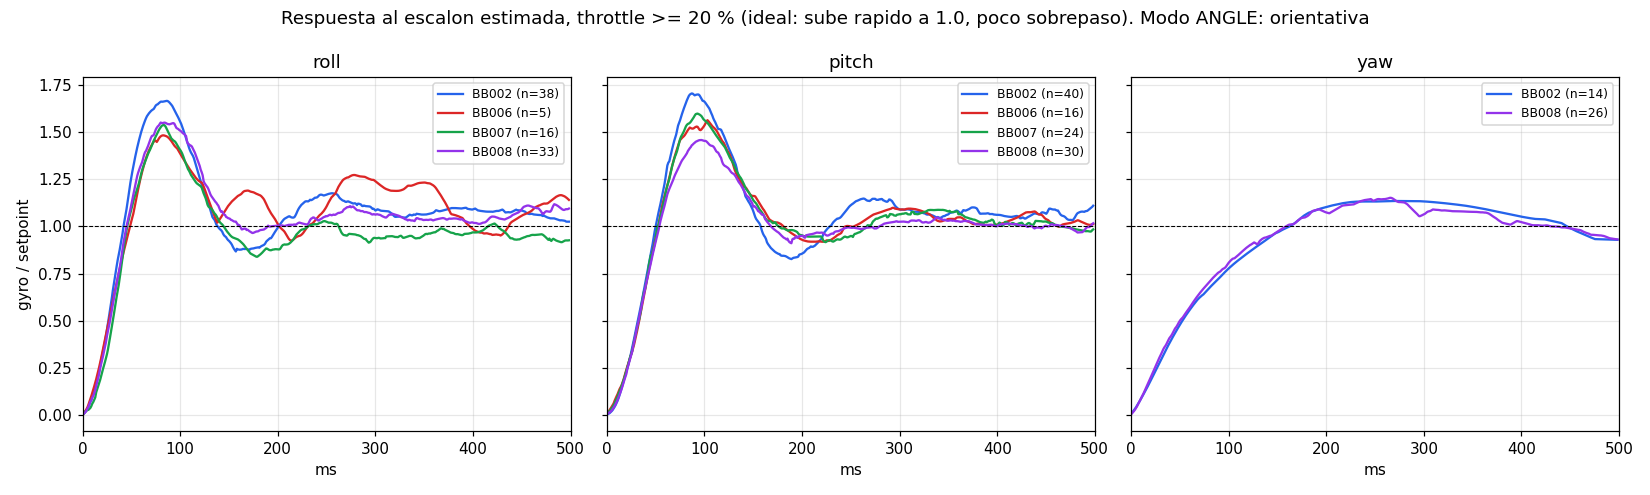 Respuesta al escalon estimada, throttle >= 20 % (ideal: sube rapido a 1.0, poco sobrepaso). Modo ANGLE: orientativa
roll
gyro / setpoint
1.75
1.50
1.25
1.00
0.75
0.50
0.25
0.00
BB002 (n=38)
BB006 (n=5)
BB007 (n=16)
BB008 (n=33)
0 100 200 300 400 500
ms
pitch
BB002 (n=40)
BB006 (n=16)
BB007 (n=24)
BB008 (n=30)
0 100 200 300 400 500
ms
yaw
BB002 (n=14)
BB008 (n=26)
0 100 200 300 400 500
ms